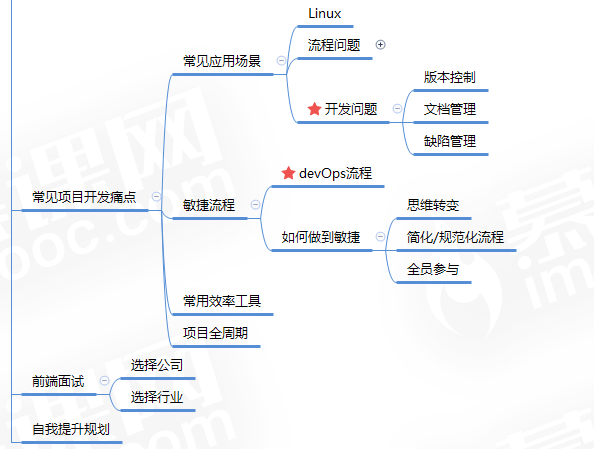 Linux
流程问题
常见应用场景
版本控制
开发问题
文档管理
缺陷管理
devOps流程
常见项目开发痛点
敏捷流程
思维转变
如何做到敏捷
简化/规范化流程
全员参与
常用效率工具
项目全周期
选择公司
前端面试
选择行业
自我提升规划